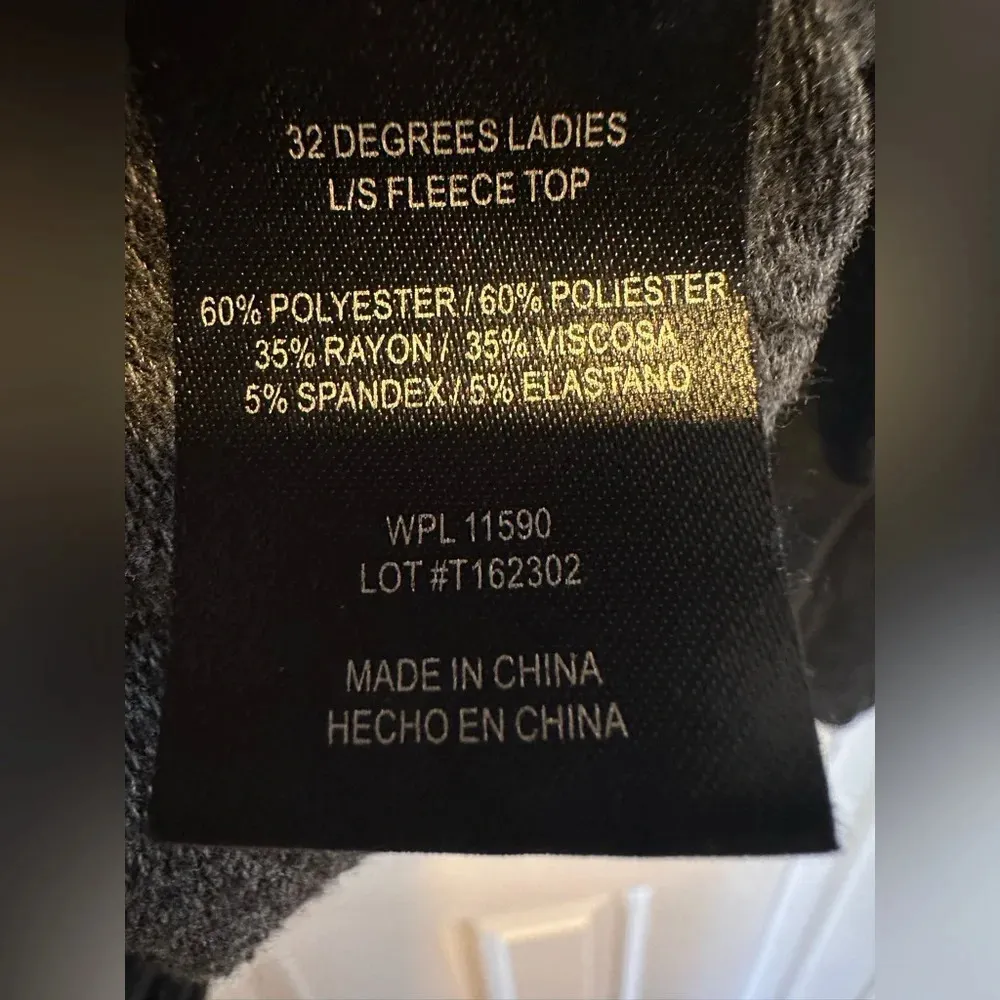 32 DEGREES LADIES
L/S FLEECE TOP
60% POLYESTER / 60% POLIESTER
35% RAYON / 35% VISCOSA
5% SPANDEX / 5% ELASTANO
WPL 11590
LOT #T162302
MADE IN CHINA
HECHO EN CHINA